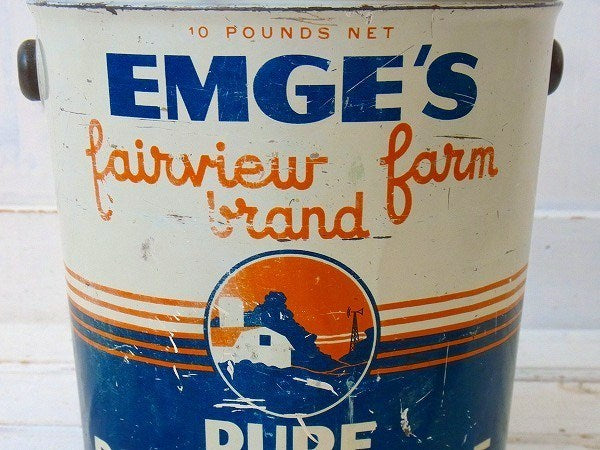 10 POUNDS NET
EMGE'S
fairview farm
brand
PURE